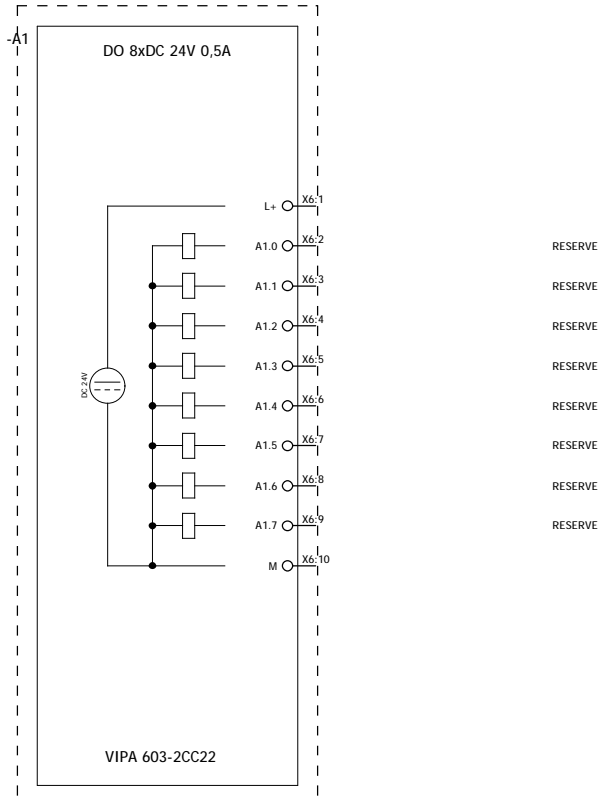 -A1
DO 8xDC 24V 0,5A
L+ X6:1
A1.0 X6:2 RESERVE
A1.1 X6:3 RESERVE
A1.2 X6:4 RESERVE
A1.3 X6:5 RESERVE
DC 24V
A1.4 X6:6 RESERVE
A1.5 X6:7 RESERVE
A1.6 X6:8 RESERVE
A1.7 X6:9 RESERVE
M X6:10
VIPA 603-2CC22